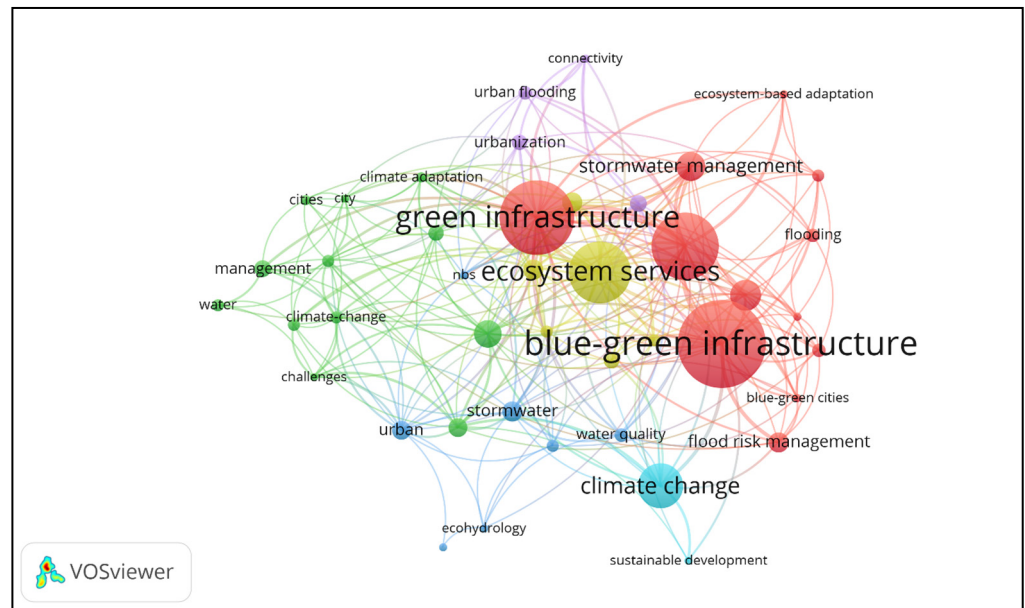 connectivity
urban flooding
ecosystem-based adaptation
urbanization
stormwater management
climate adaptation
cities
city
green infrastructure
flooding
management
nbs
ecosystem services
water
climate-change
blue-green infrastructure
challenges
blue-green cities
stormwater
urban
water quality
flood risk management
climate change
ecohydrology
sustainable development
VOSviewer